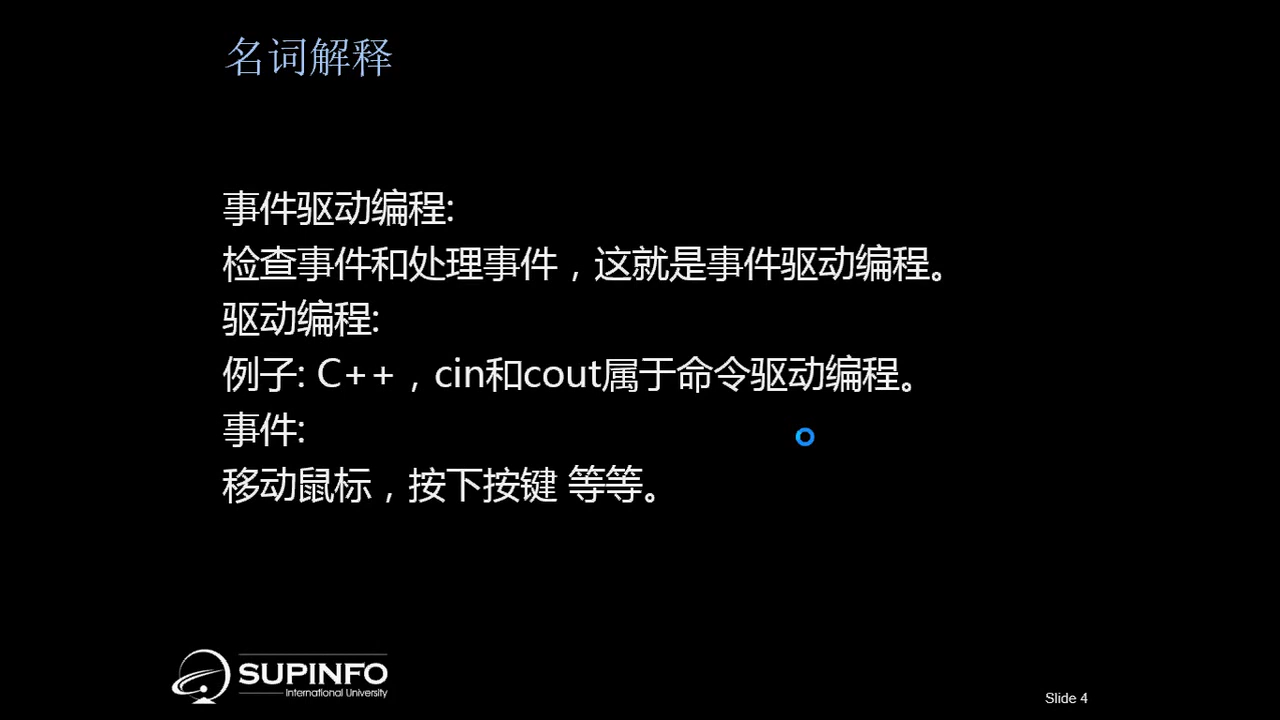 名词解释
事件驱动编程:
检查事件和处理事件，这就是事件驱动编程。
驱动编程:
例子: C++，cin和cout属于命令驱动编程。
事件:
移动鼠标，按下按键 等等。
SUPINFO
International University
Slide 4